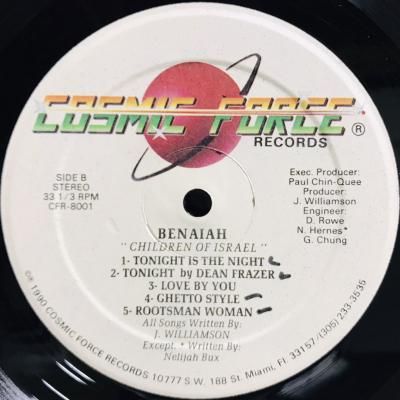 COSMIC FORCE ®
RECORDS
SIDE B
STEREO
33 1/3 RPM
CFR-8001
Exec. Producer:
Paul Chin-Quee
Producer:
J. Williamson
Engineer:
D. Rowe
N. Hernes*
G. Chung
BENAIAH
"CHILDREN OF ISRAEL"
1- TONIGHT IS THE NIGHT
2- TONIGHT by DEAN FRAZER
3- LOVE BY YOU
4- GHETTO STYLE
5- ROOTSMAN WOMAN
All Songs Written By:
J. WILLIAMSON
Except. * Written By:
Nelijah Bax
©® 1990 COSMIC FORCE RECORDS 10777 S.W. 188 St. Miami, Fl. 33157/(305) 233-3535